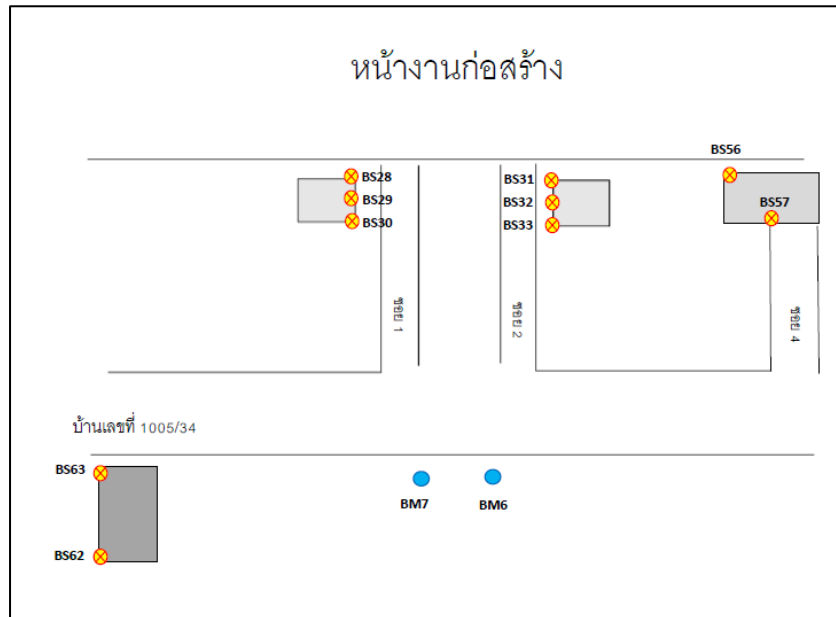 หน้างานก่อสร้าง
BS56
BS28
BS31
BS29
BS32
BS57
BS30
BS33
ซอย 1
ซอย 2
ซอย 4
บ้านเลขที่ 1005/34
BS63
BM7
BM6
BS62